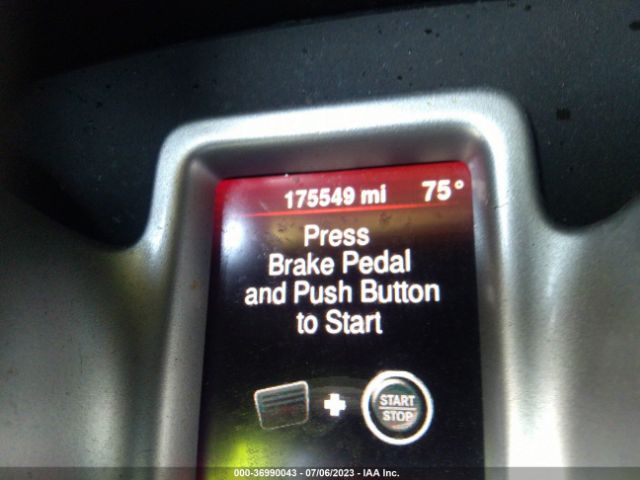 175549 mi 75°
Press
Brake Pedal
and Push Button
to Start
START
STOP
000-36990043 - 07/06/2023 - IAA Inc.